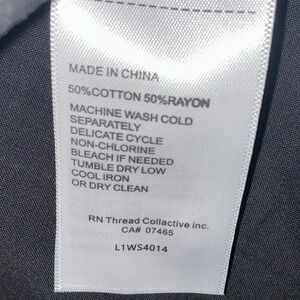 MADE IN CHINA
50%COTTON 50%RAYON
MACHINE WASH COLD
SEPARATELY
DELICATE CYCLE
NON-CHLORINE
BLEACH IF NEEDED
TUMBLE DRY LOW
COOL IRON
OR DRY CLEAN
RN Thread Collactive inc.
CA# 07465
L1WS4014